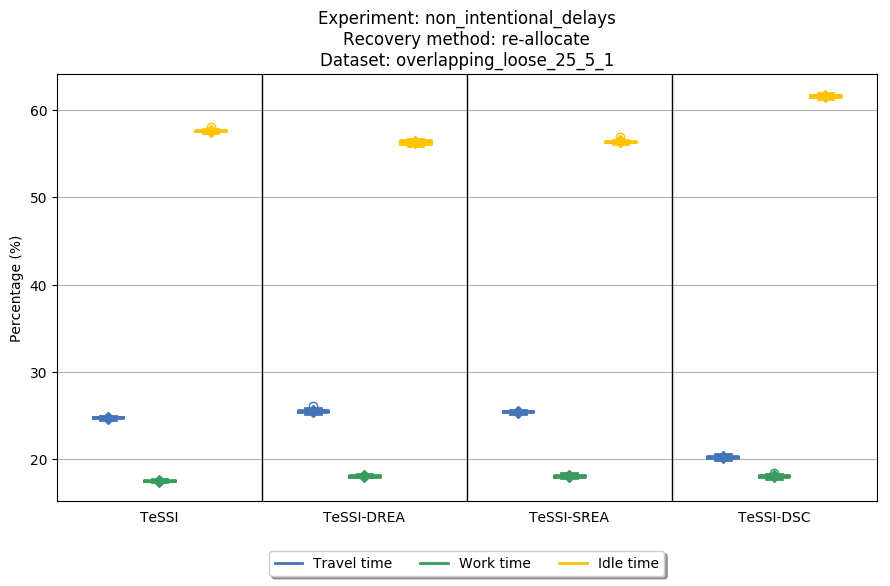 Experiment: non_intentional_delays
Recovery method: re-allocate
Dataset: overlapping_loose_25_5_1
Percentage (%)
60
50
40
30
20
TeSSI
TeSSI-DREA
TeSSI-SREA
TeSSI-DSC
Travel time
Work time
Idle time